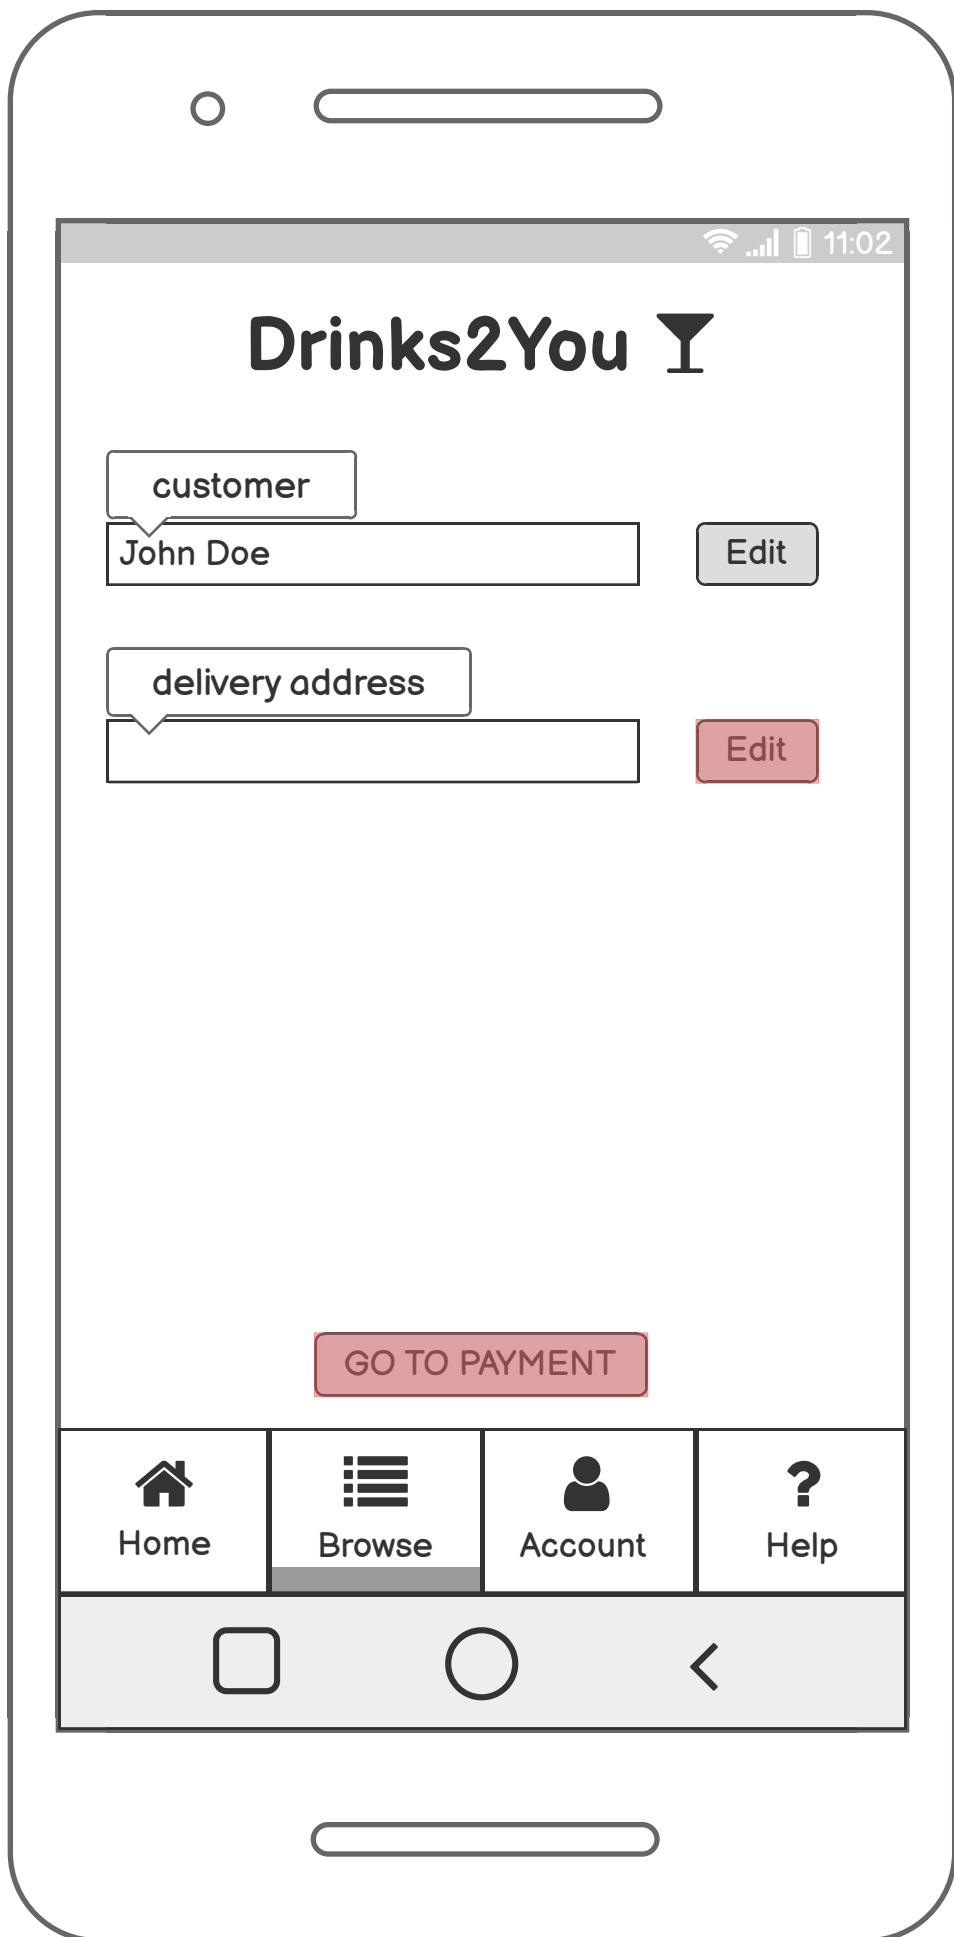 11:02
Drinks2You
customer
John Doe
Edit
delivery address
Edit
GO TO PAYMENT
Home
Browse
Account
Help